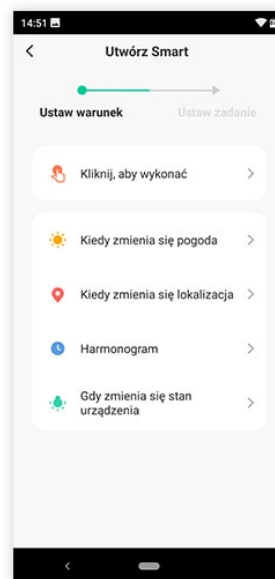 14:51
Utwórz Smart
Ustaw warunek Ustaw zadanie
Kliknij, aby wykonać
Kiedy zmienia się pogoda
Kiedy zmienia się lokalizacja
Harmonogram
Gdy zmienia się stan
urządzenia